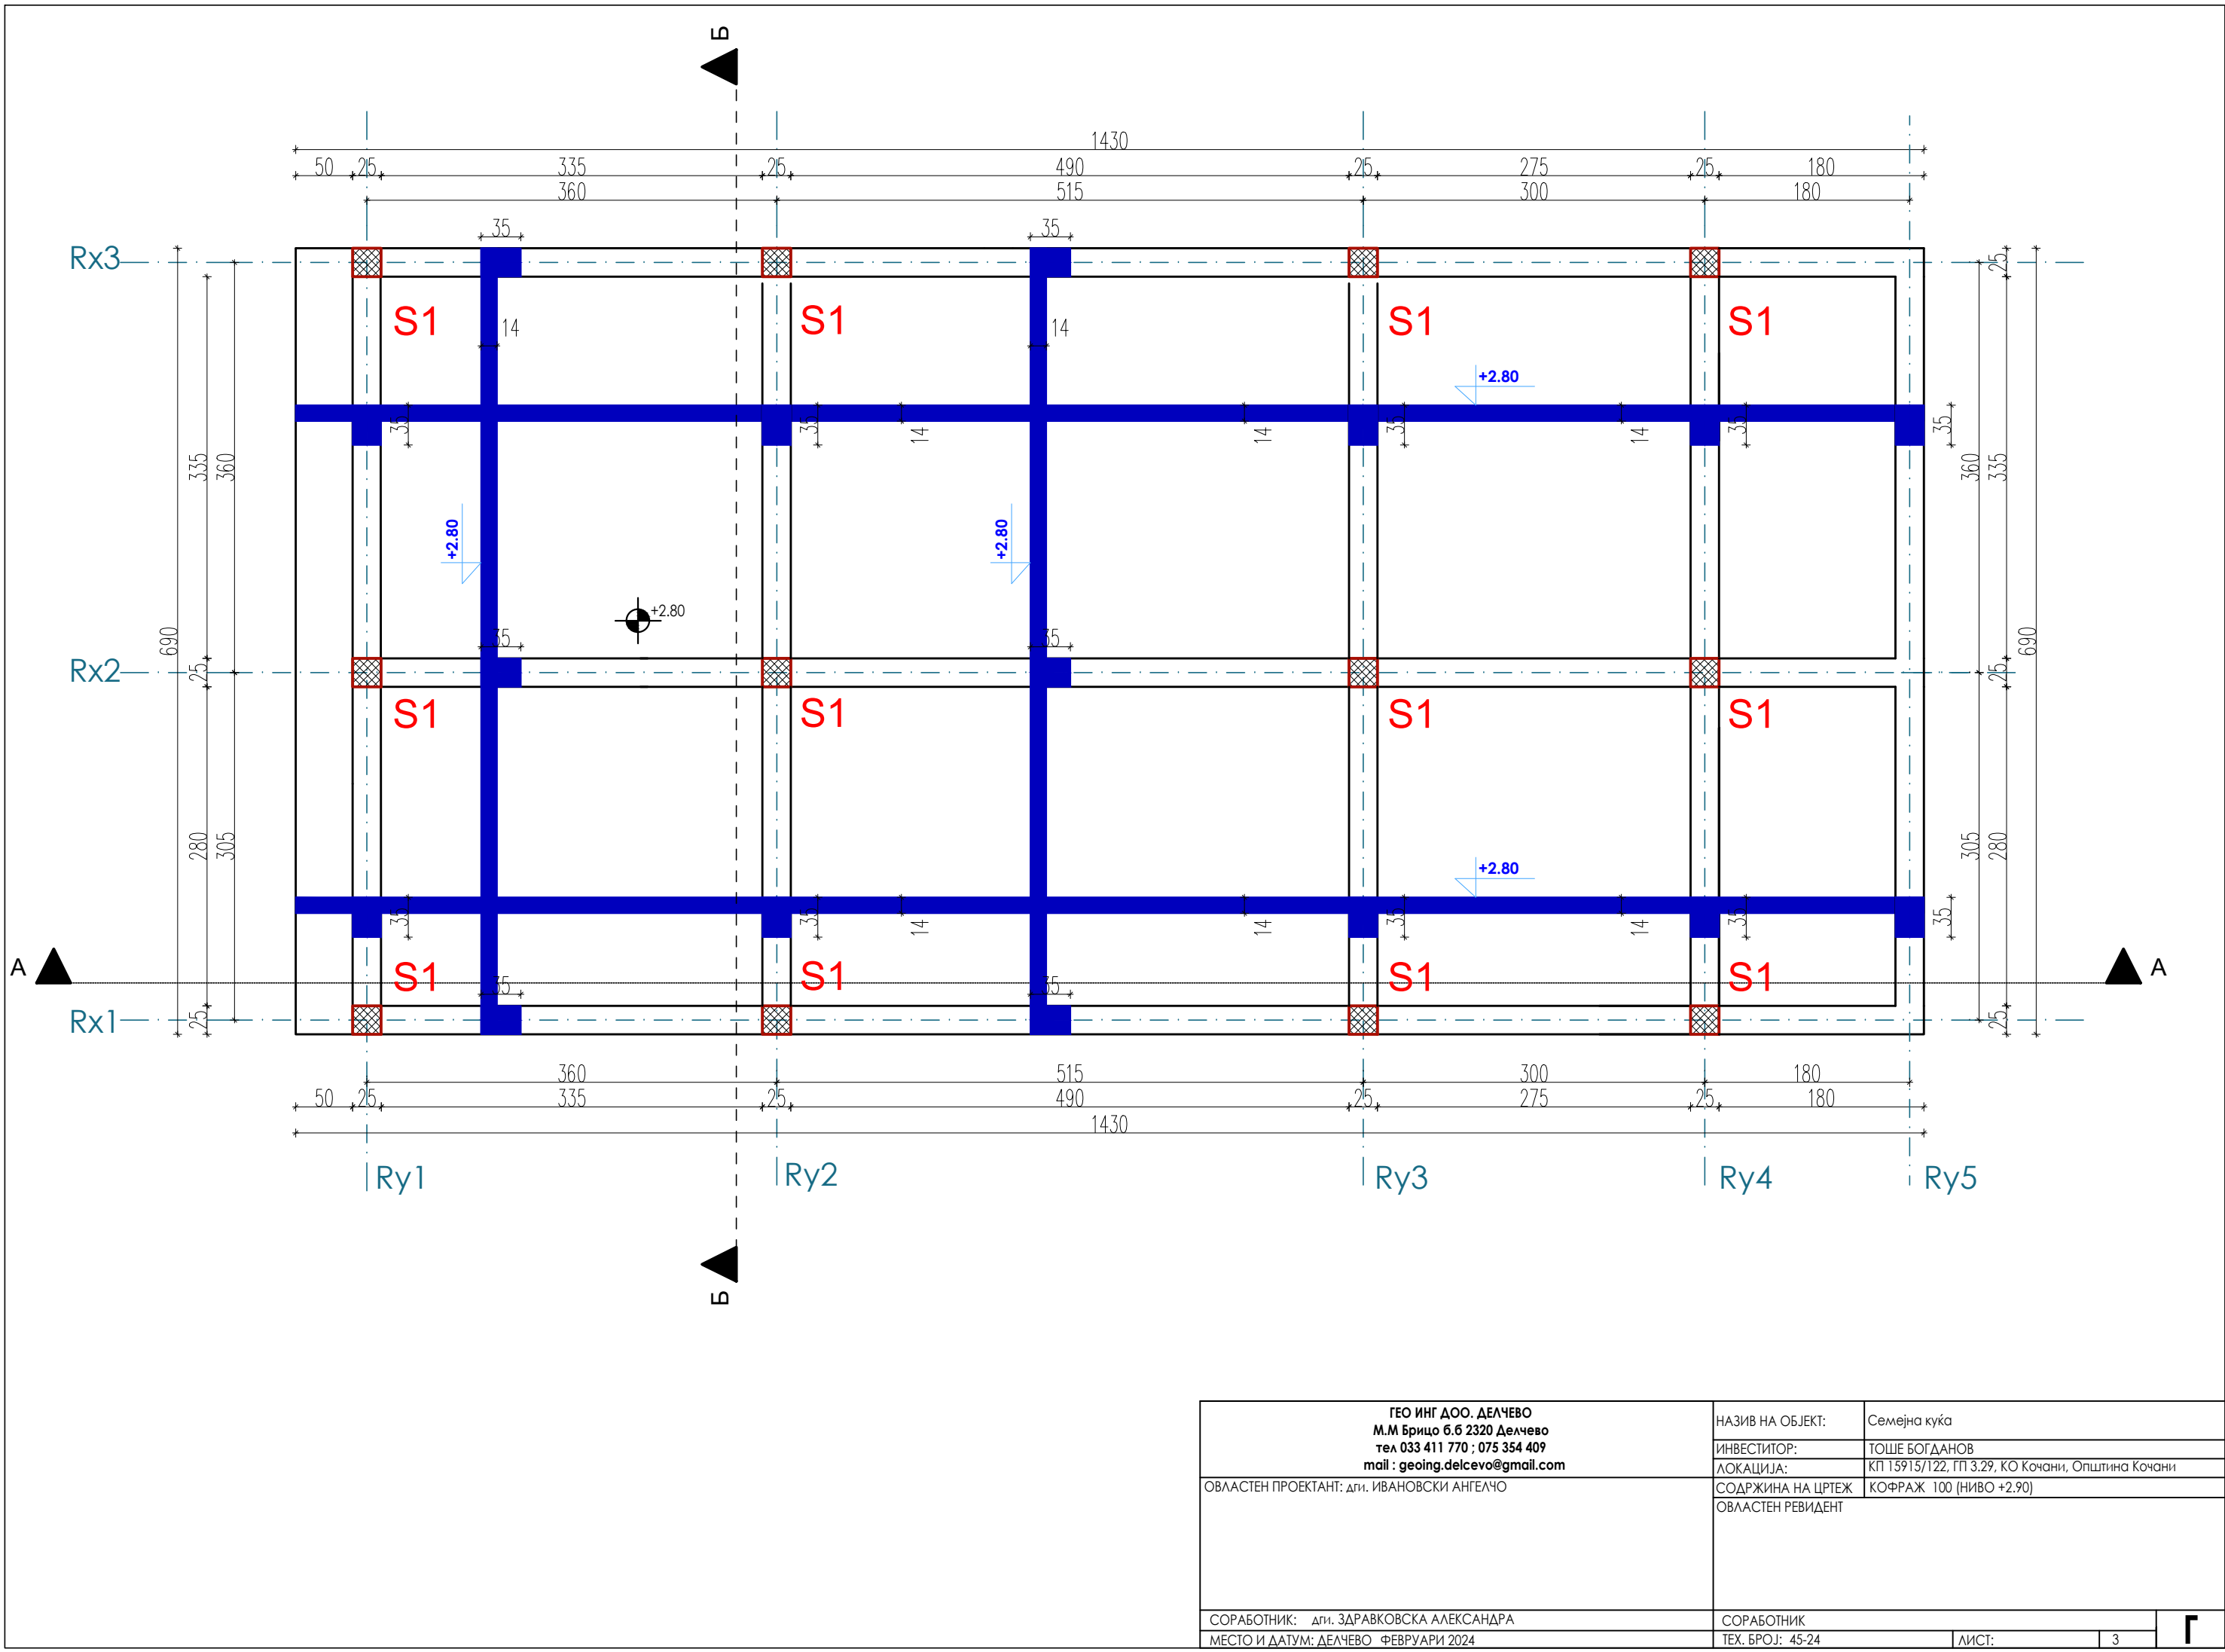 Б
1430
50 25 335 25 490 25 275 25 180
360 515 300 180
35 35
Rx3
25 25
S1 S1 S1 S1
14 14
+2.80
35 35 35 35 35
14 14 14
335 360 360 335
+2.80 +2.80
+2.80
690 690
35 35
Rx2
25 25
S1 S1 S1 S1
280 305 305 280
+2.80
35 35 35 35 35
14 14 14
A A
S1 S1 S1 S1
35 35
Rx1
25 25
360 515 300 180
50 25 335 25 490 25 275 25 180
1430
Ry1 Ry2 Ry3 Ry4 Ry5
Б
ГЕО ИНГ ДОО. ДЕЛЧЕВО
М.М Брицо б.б 2320 Делчево
тел 033 411 770 ; 075 354 409
mail : geoing.delcevo@gmail.com
ОВЛАСТЕН ПРОЕКТАНТ: дги. ИВАНОВСКИ АНГЕЛЧО
СОРАБОТНИК: дги. ЗДРАВКОВСКА АЛЕКСАНДРА
МЕСТО И ДАТУМ: ДЕЛЧЕВО ФЕВРУАРИ 2024
НАЗИВ НА ОБЈЕКТ: Семејна куќа
ИНВЕСТИТОР: ТОШЕ БОГДАНОВ
ЛОКАЦИЈА: КП 15915/122, ГП 3.29, КО Кочани, Општина Кочани
СОДРЖИНА НА ЦРТЕЖ КОФРАЖ 100 (НИВО +2.90)
ОВЛАСТЕН РЕВИДЕНТ
СОРАБОТНИК
ТЕХ. БРОЈ: 45-24 ЛИСТ: 3
Г